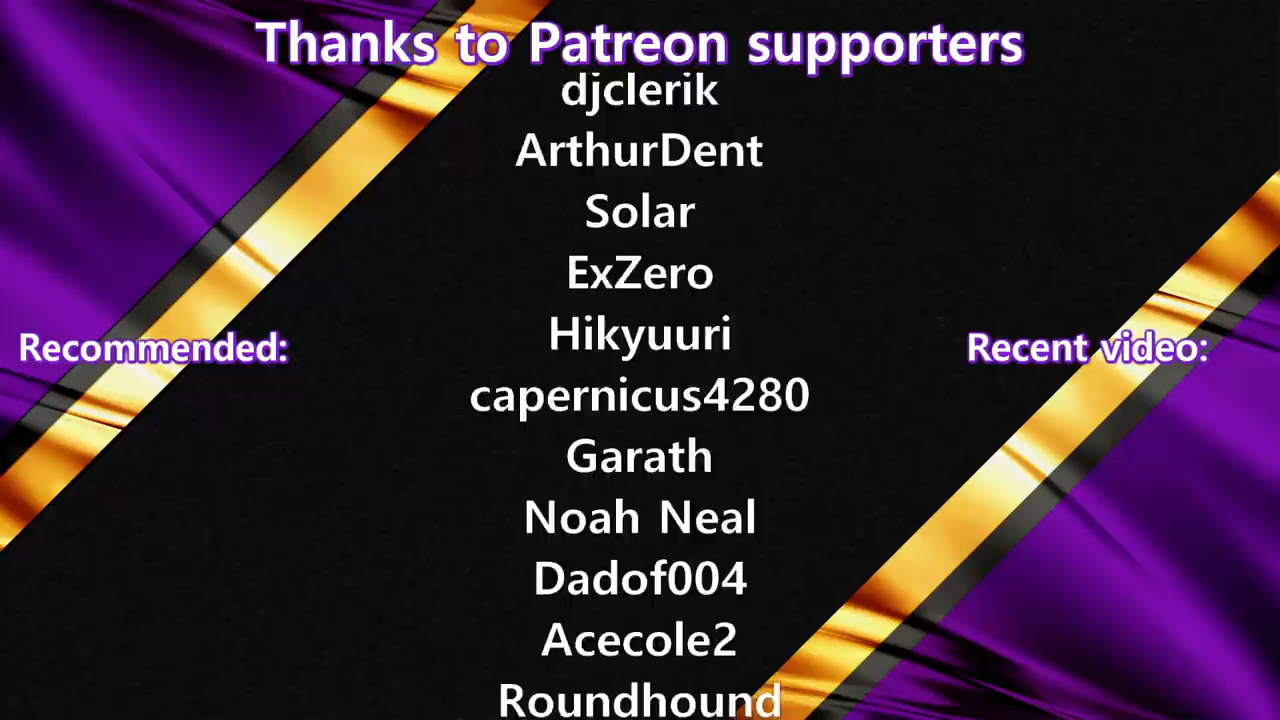 Thanks to Patreon supporters
djclerik
ArthurDent
Solar
ExZero
Hikyuuri
Recommended:
Recent video:
capernicus4280
Garath
Noah Neal
Dadof004
Acecole2
Roundhound